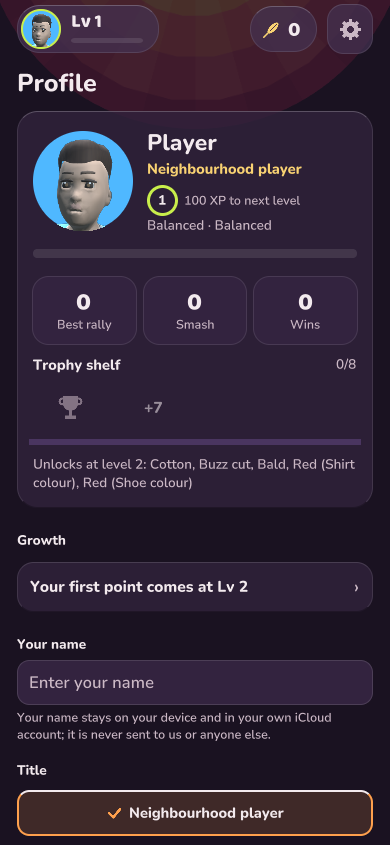 Lv 1
0
Profile
Player
Neighbourhood player
1 100 XP to next level
Balanced · Balanced
0 0 0
Best rally Smash Wins
Trophy shelf 0/8
+7
Unlocks at level 2: Cotton, Buzz cut, Bald, Red (Shirt
colour), Red (Shoe colour)
Growth
Your first point comes at Lv 2 ›
Your name
Enter your name
Your name stays on your device and in your own iCloud
account; it is never sent to us or anyone else.
Title
Neighbourhood player